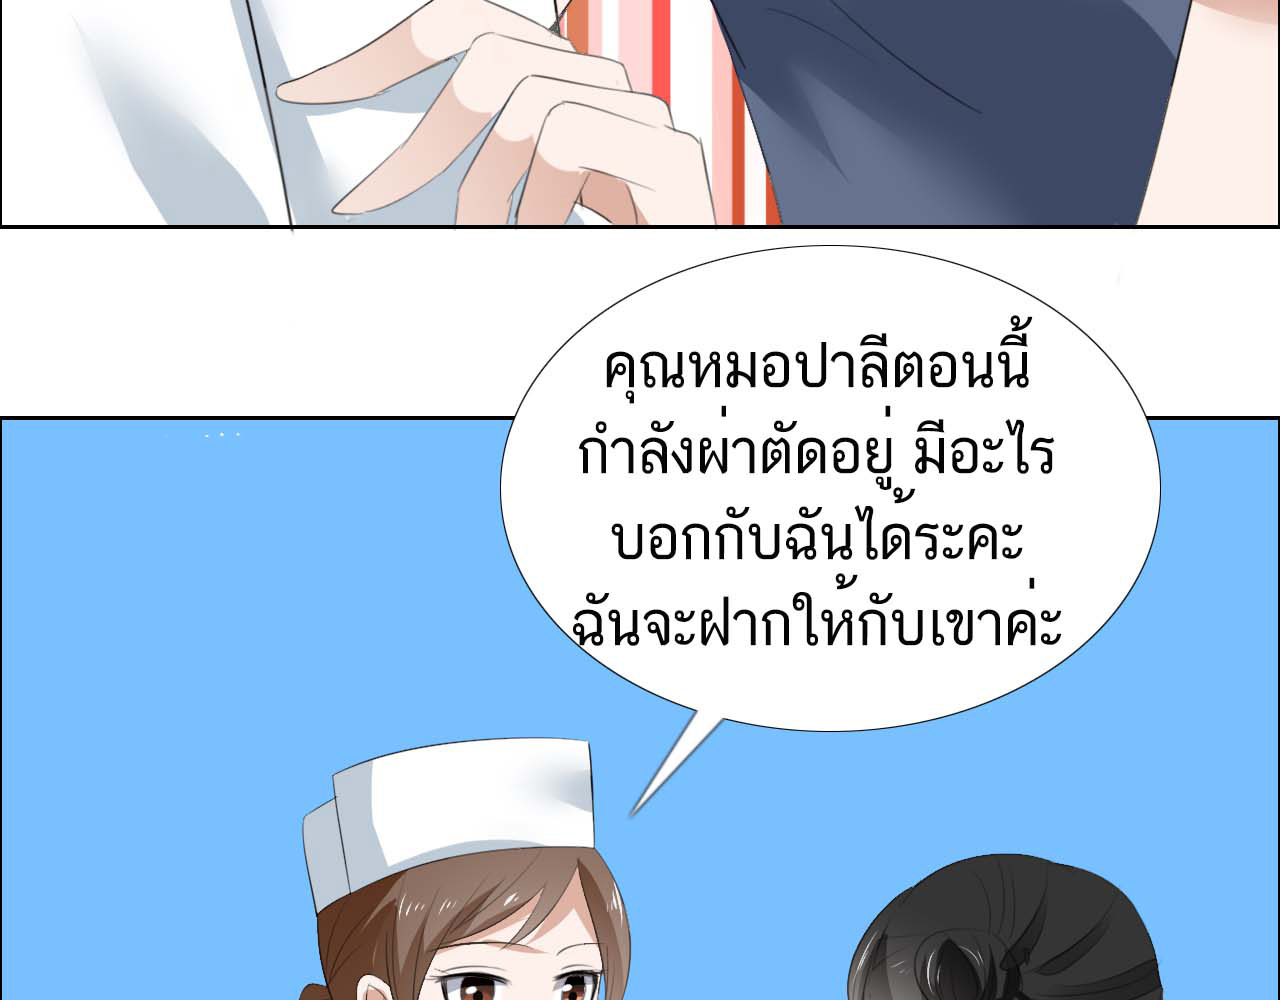 คุณหมอปาลีตอนนี้
กำลังผ่าตัดอยู่ มีอะไร
บอกกับฉันได้ระคะ
ฉันจะฝากให้กับเขาค่ะ